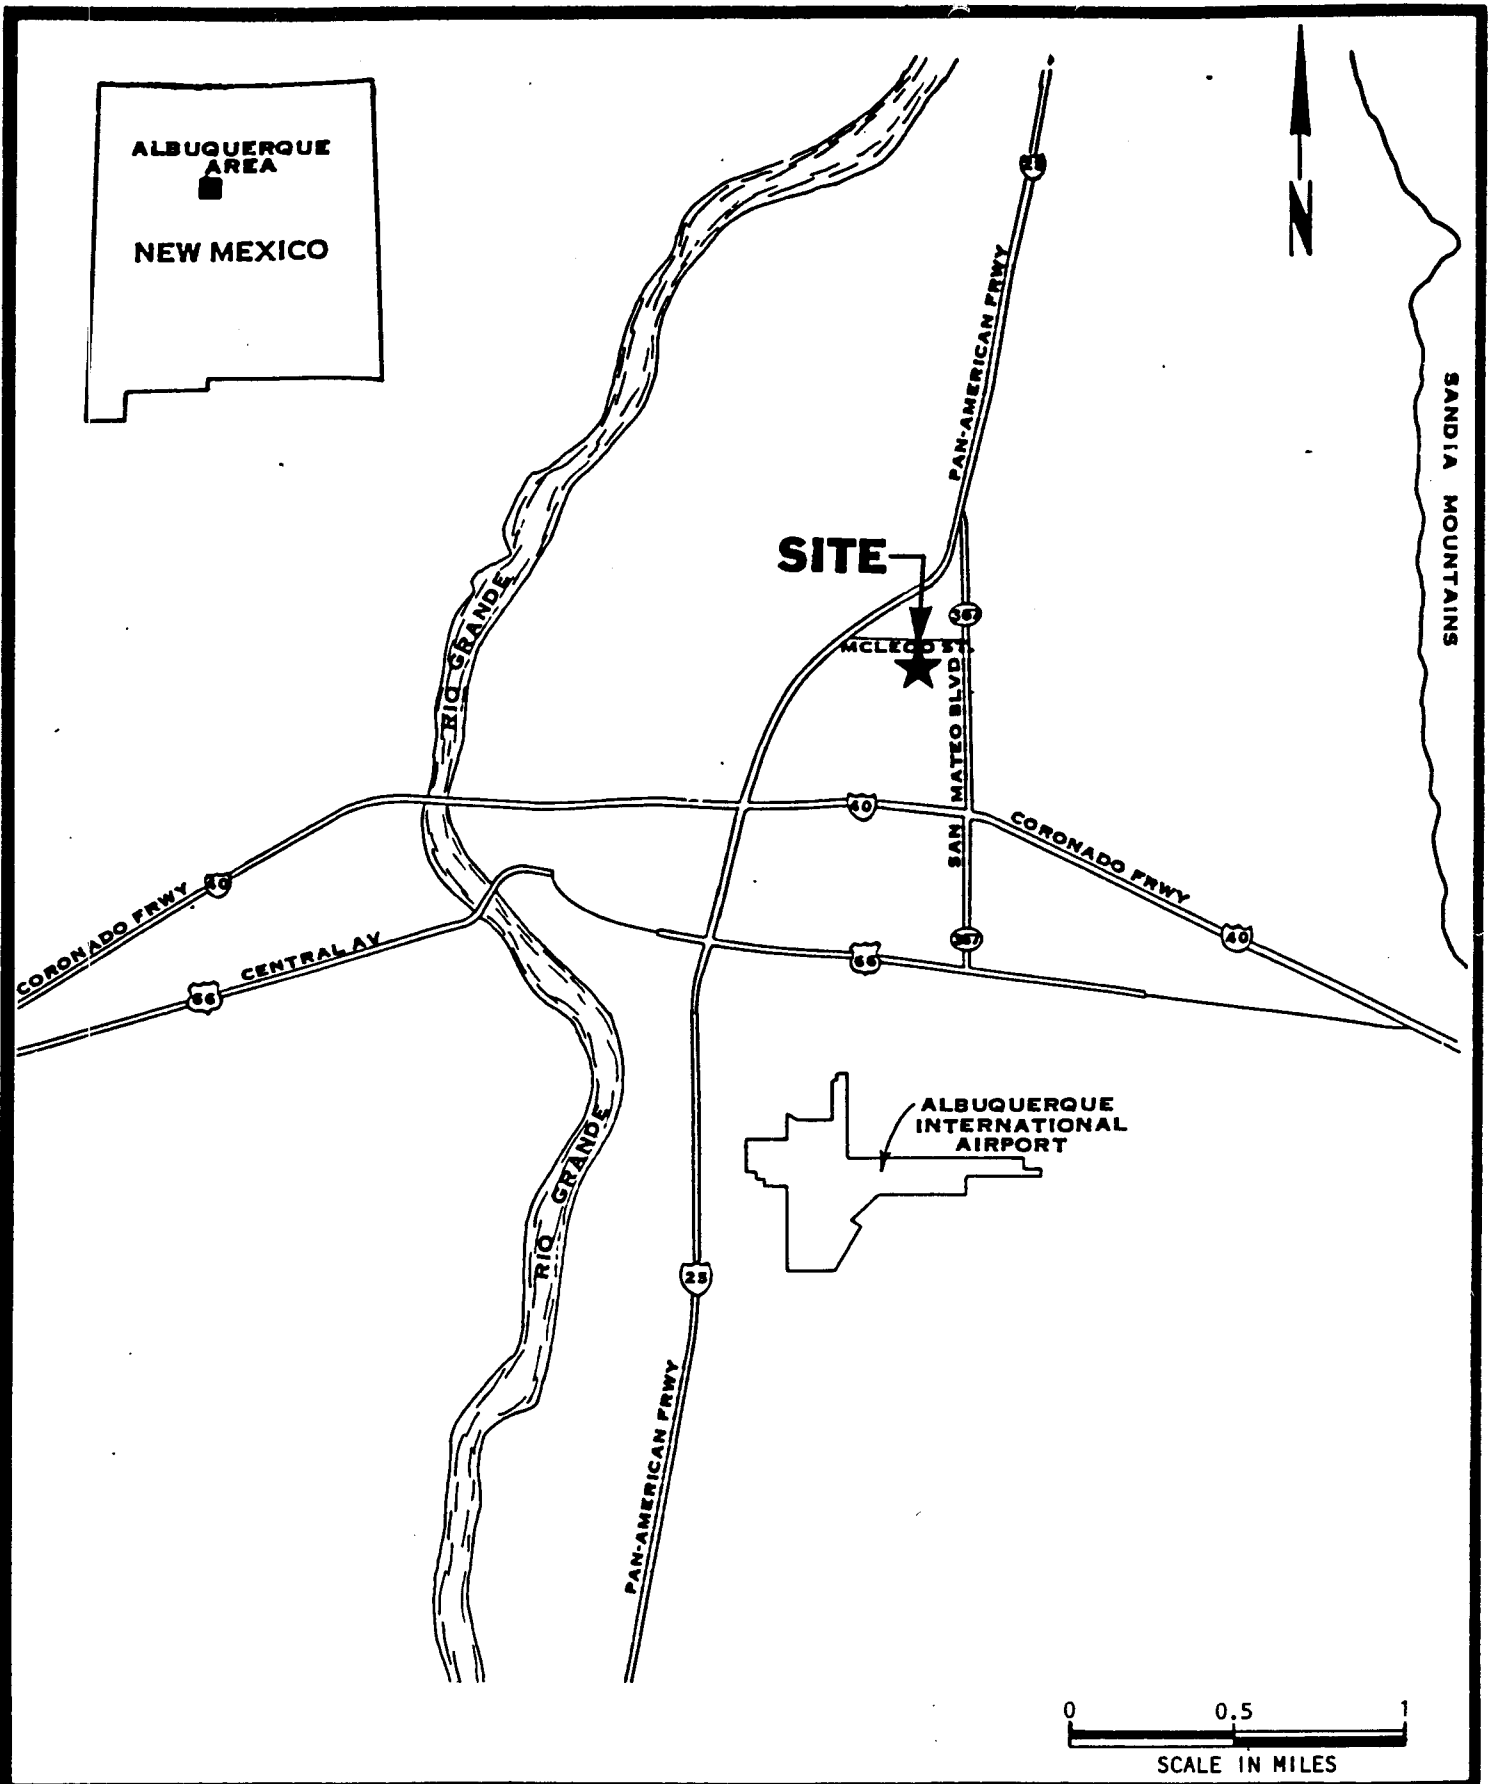 ALBUQUERQUE
AREA
NEW MEXICO
N
25
PAN-AMERICAN FRWY
SANDIA MOUNTAINS
SITE
367
MCLEOD ST.
RIO GRANDE
SAN MATEO BLVD
40
CORONADO FRWY
40
CORONADO FRWY
CENTRAL AV
66
367
66
40
ALBUQUERQUE
INTERNATIONAL
AIRPORT
RIO GRANDE
25
PAN-AMERICAN FRWY
0 0.5 1
SCALE IN MILES